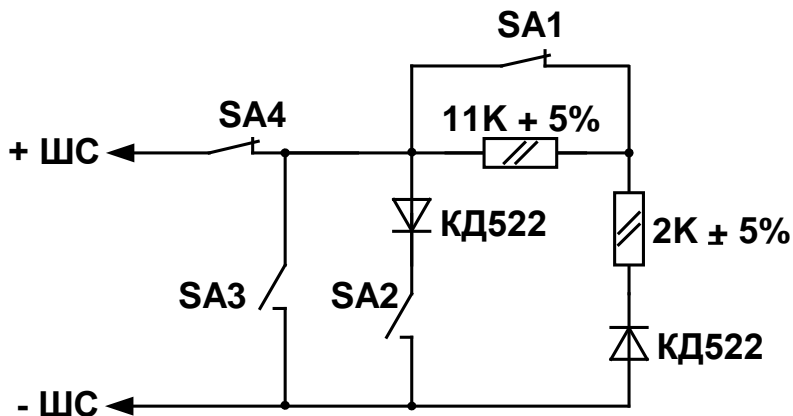 SA1
SA4
11K + 5%
+ ШС
КД522
2K ± 5%
SA3
SA2
КД522
- ШС